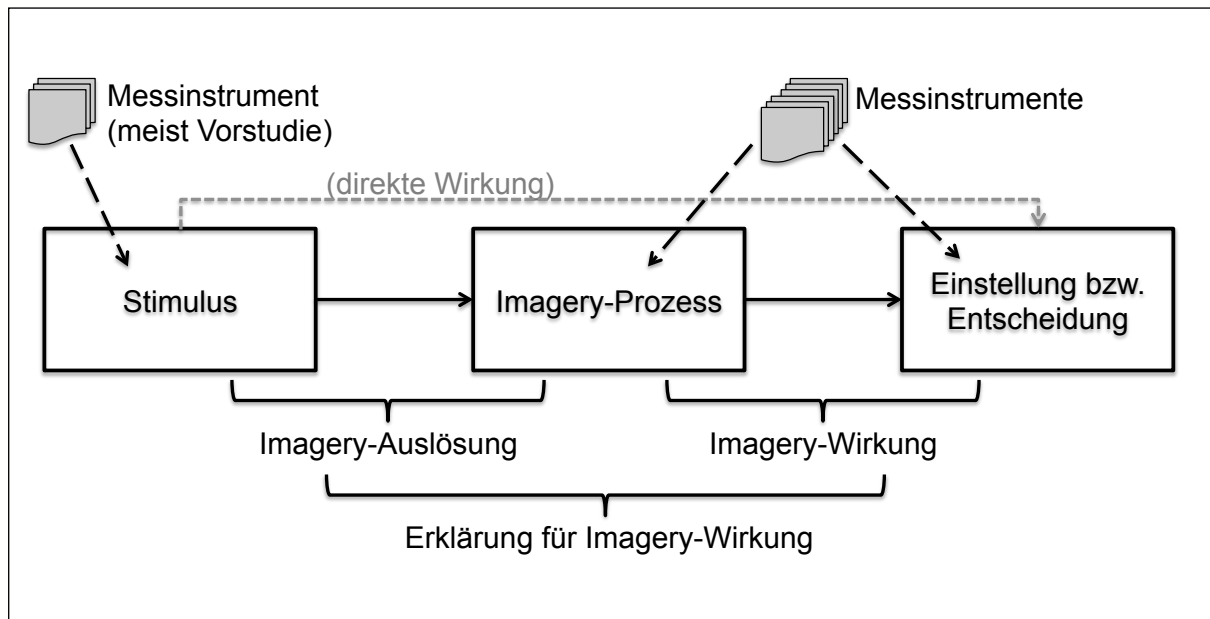 Messinstrument
(meist Vorstudie)
Messinstrumente
(direkte Wirkung)
Stimulus
Imagery-Prozess
Einstellung bzw.
Entscheidung
Imagery-Auslösung
Imagery-Wirkung
Erklärung für Imagery-Wirkung